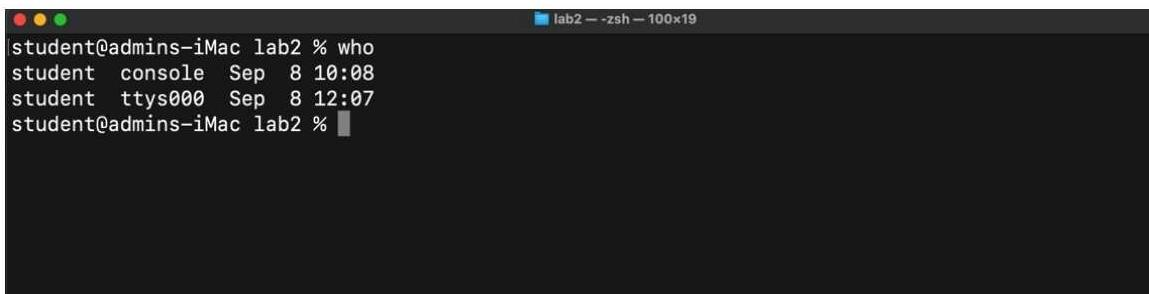 lab2 — -zsh — 100×19
student@admins-iMac lab2 % who
student  console  Sep  8 10:08
student  ttys000  Sep  8 12:07
student@admins-iMac lab2 %